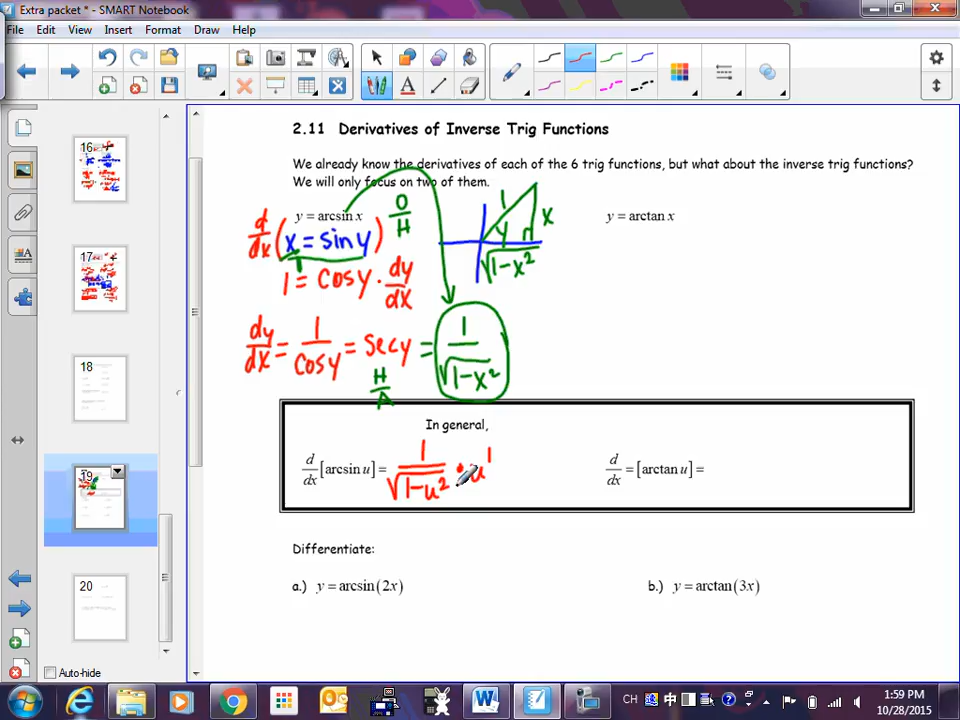 Extra packet * - SMART Notebook
File Edit View Insert Format Draw Help
16
17
18
19
20
Auto-hide
2.11 Derivatives of Inverse Trig Functions
We already know the derivatives of each of the 6 trig functions, but what about the inverse trig functions?
We will only focus on two of them.
y = arcsin x
y = arctan x
d/dx (x = sin y)
O/H
1
y
x
√1-x²
1 = cos y · dy/dx
dy/dx = 1/cos y = sec y = 1/√1-x²
H/A
In general,
d/dx [arcsin u] = 1/√1-u² · u'
d/dx = [arctan u] =
Differentiate:
a.) y = arcsin(2x)
b.) y = arctan(3x)
CH
1:59 PM
10/28/2015